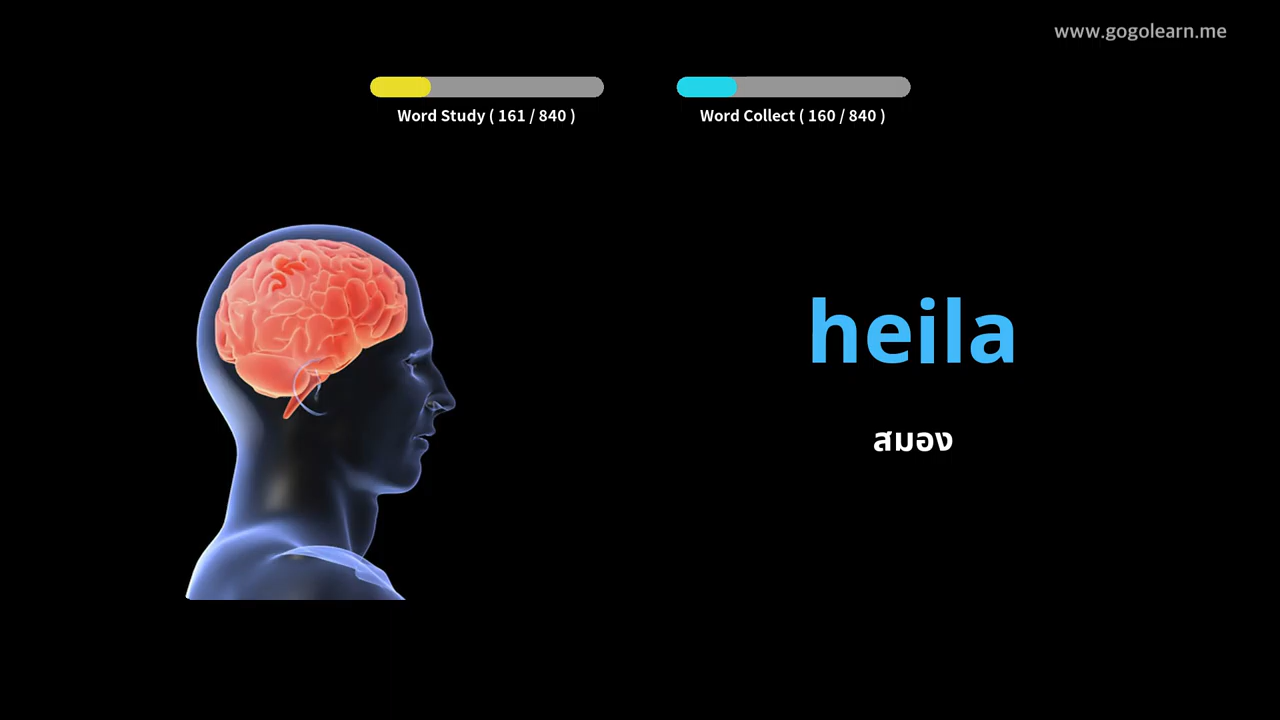 www.gogolearn.me
Word Study ( 161 / 840 )
Word Collect ( 160 / 840 )
heila
สมอง